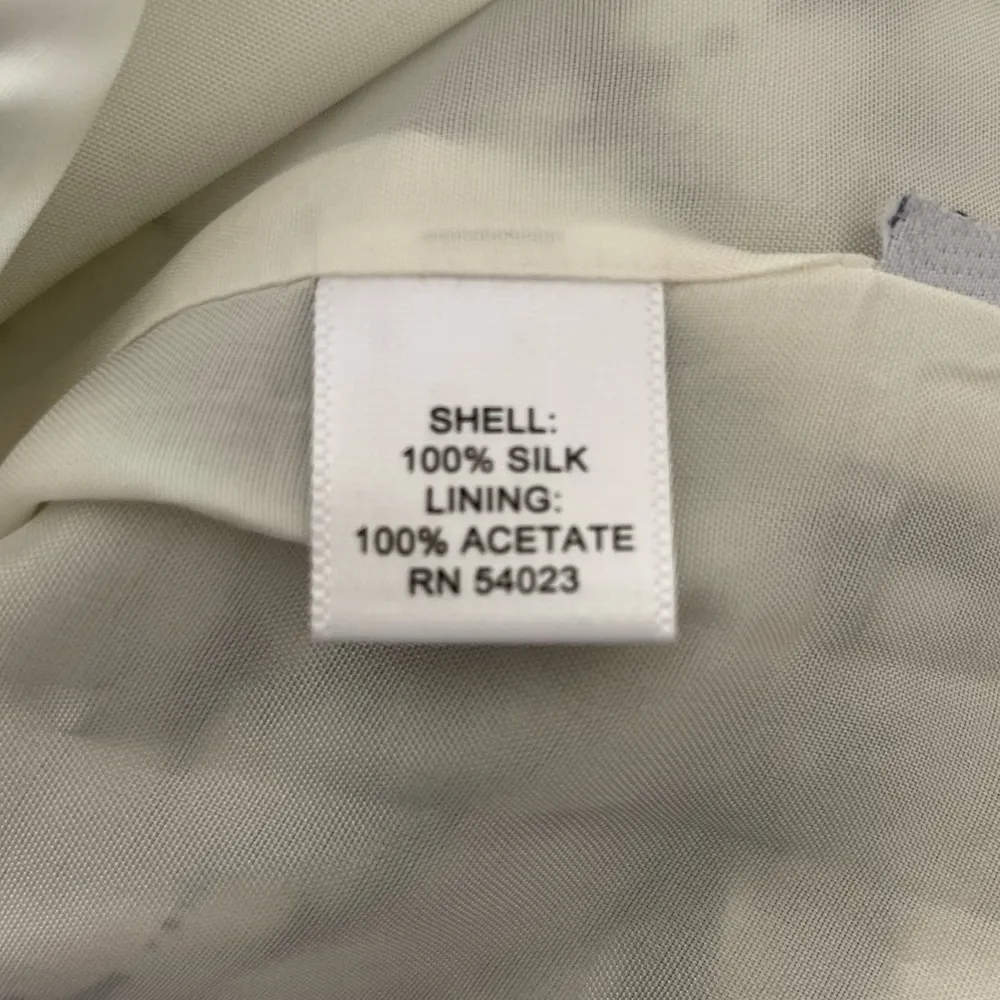 SHELL:
100% SILK
LINING:
100% ACETATE
RN 54023